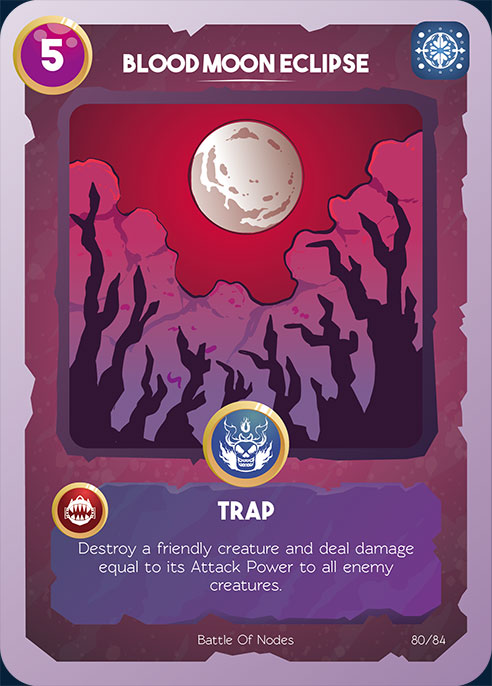 5
BLOOD MOON ECLIPSE
TRAP
Destroy a friendly creature and deal damage
equal to its Attack Power to all enemy
creatures.
Battle Of Nodes
80/84